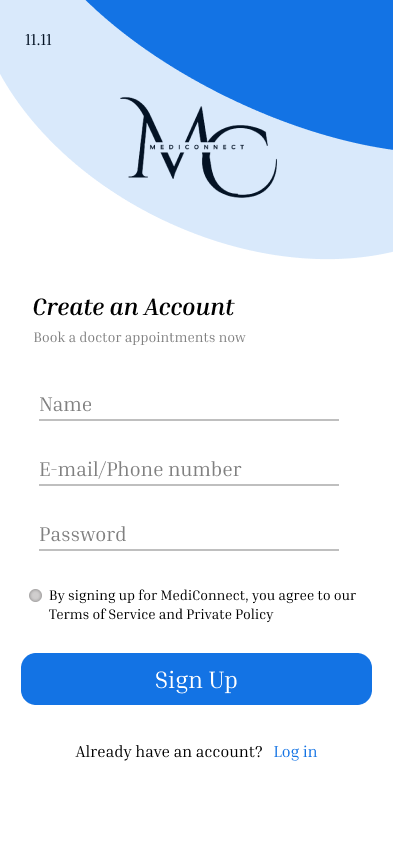 11.11
MC
MEDICONNECT
Create an Account
Book a doctor appointments now
Name
E-mail/Phone number
Password
By signing up for MediConnect, you agree to our
Terms of Service and Private Policy
Sign Up
Already have an account? Log in